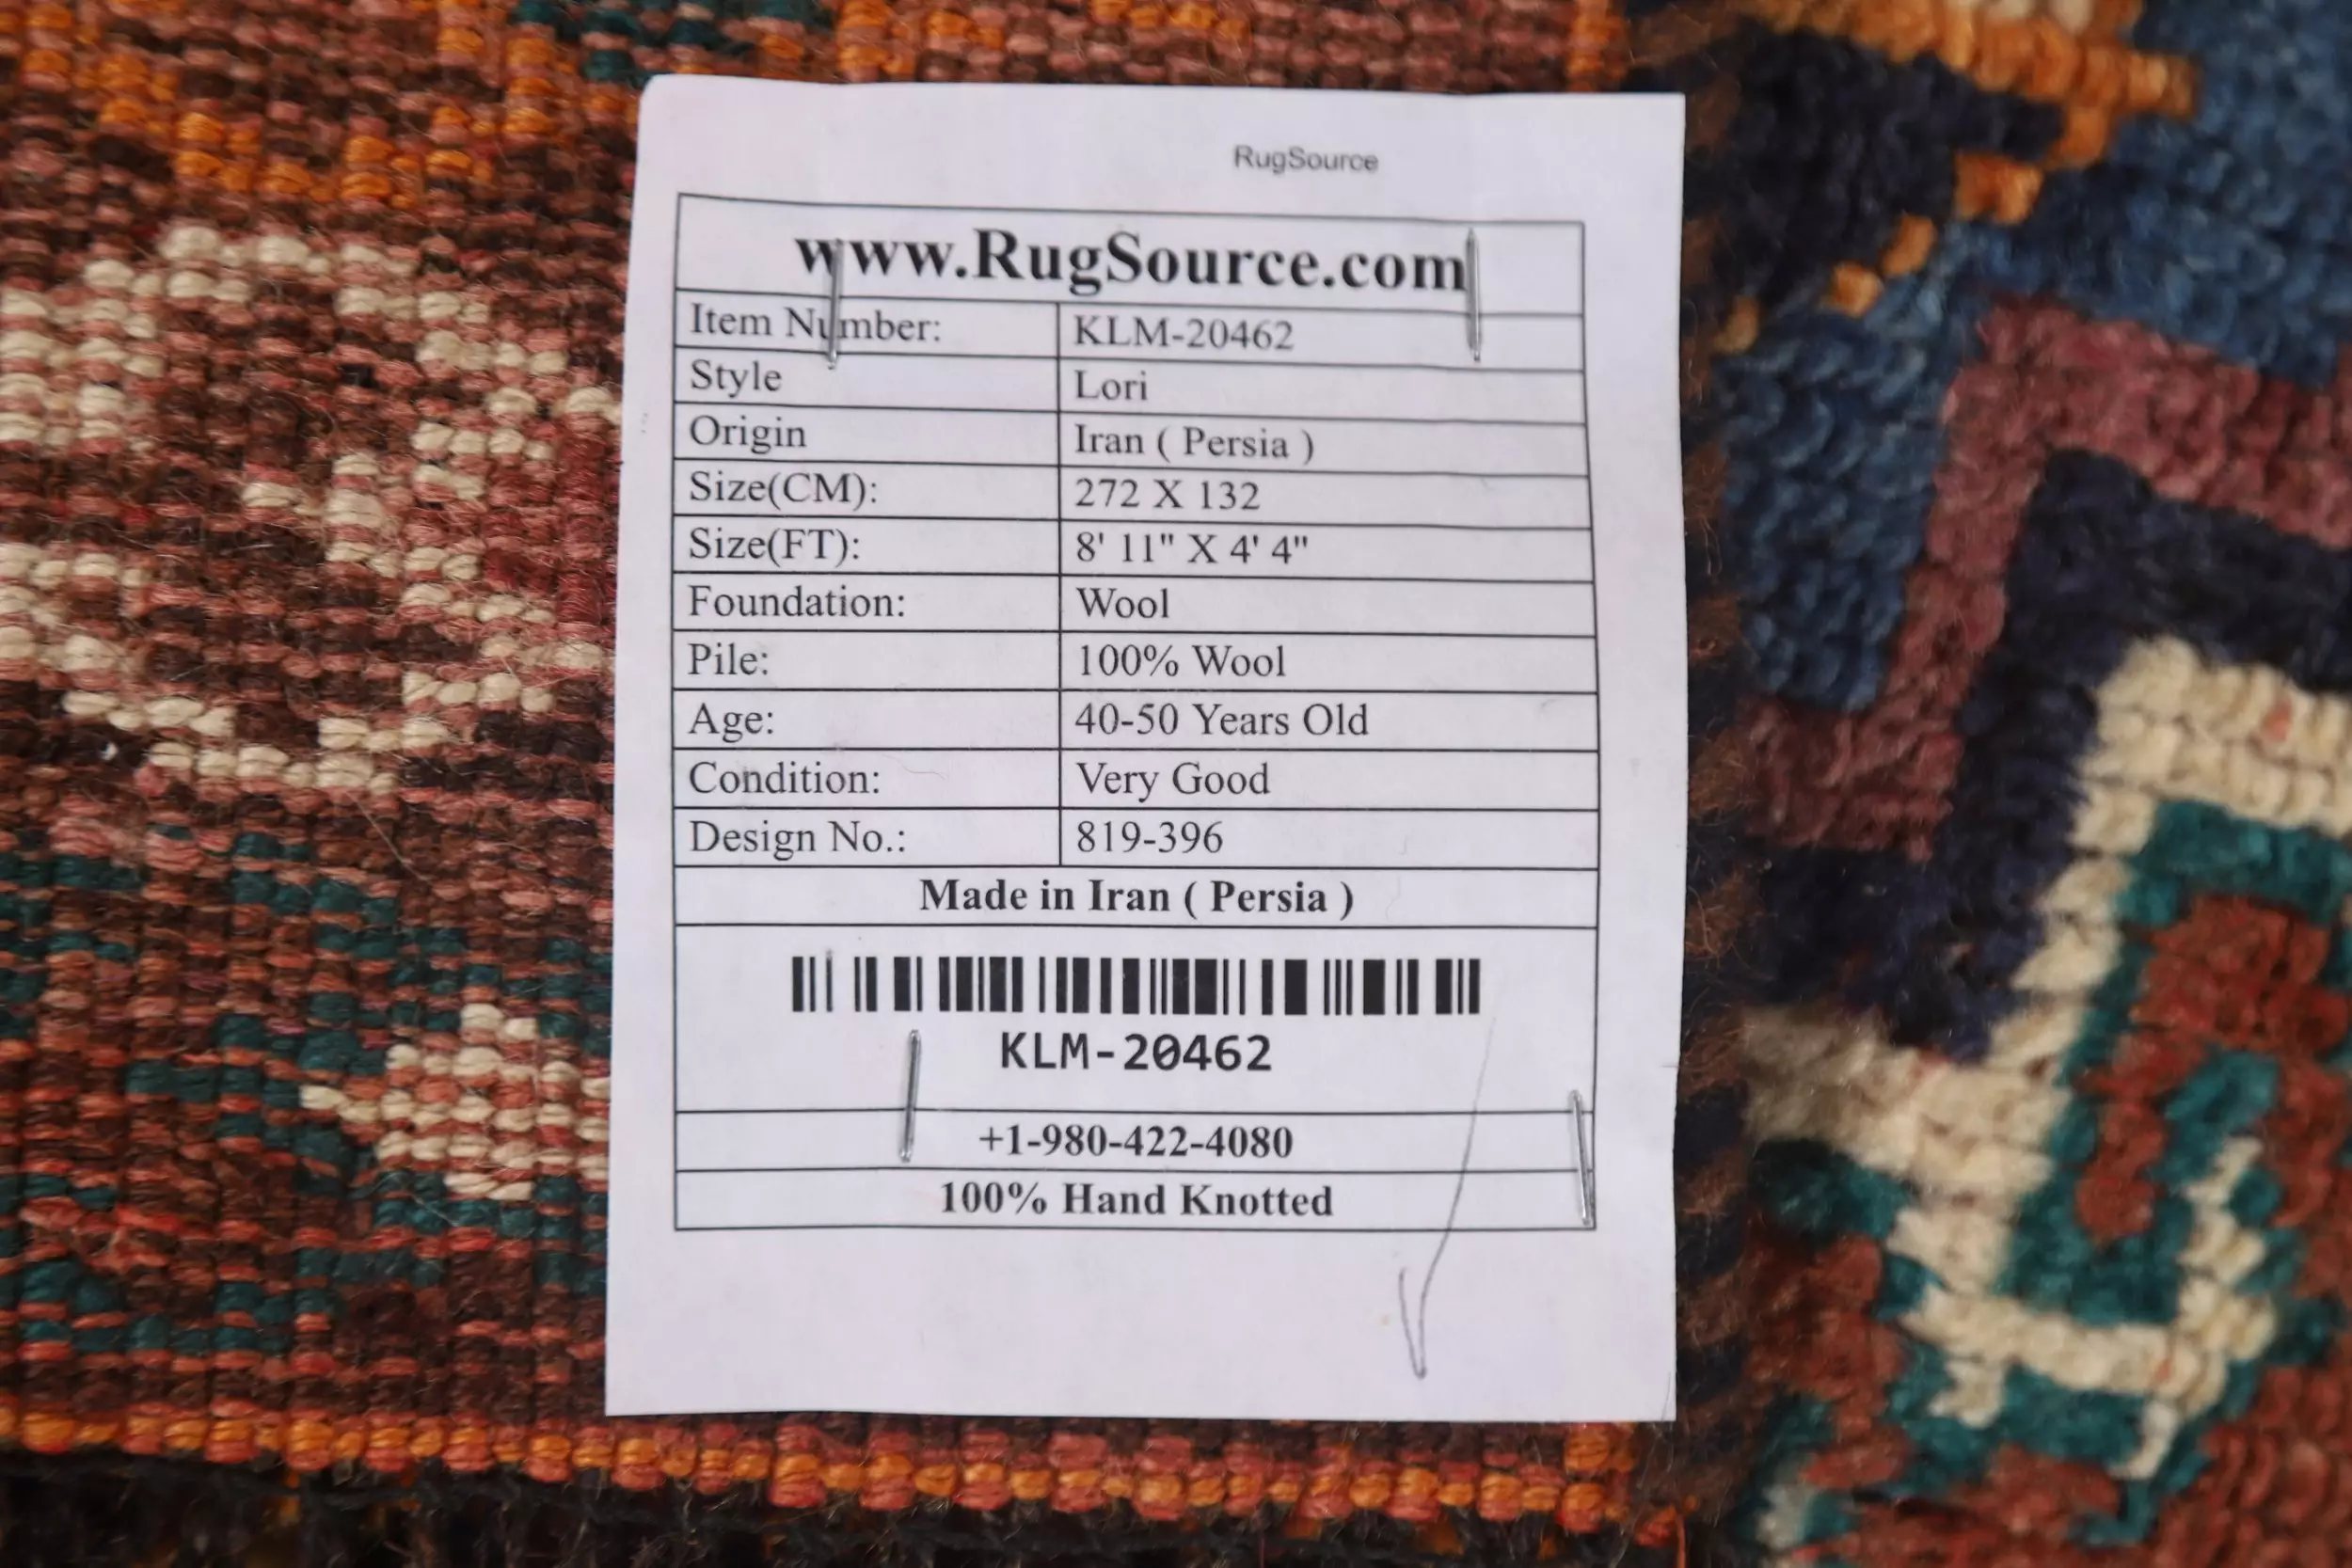 RugSource
www.RugSource.com
Item Number: KLM-20462
Style Lori
Origin Iran ( Persia )
Size(CM): 272 X 132
Size(FT): 8' 11" X 4' 4"
Foundation: Wool
Pile: 100% Wool
Age: 40-50 Years Old
Condition: Very Good
Design No.: 819-396
Made in Iran ( Persia )
KLM-20462
+1-980-422-4080
100% Hand Knotted